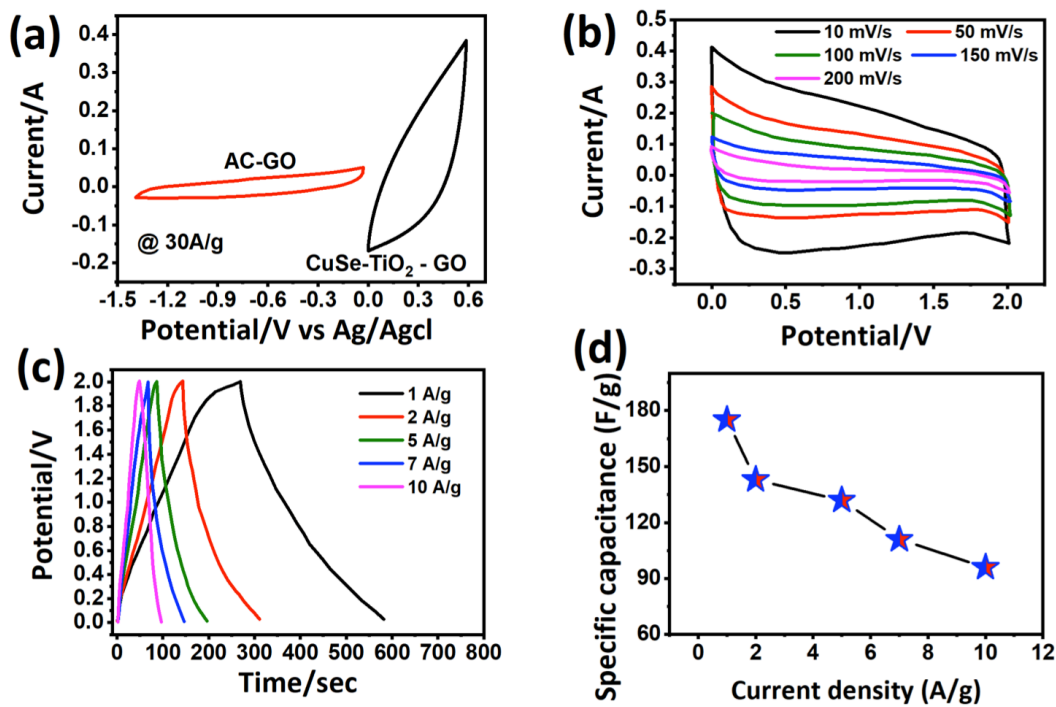 (a)
0.4
0.3
0.2
0.1
0.0
-0.1
-0.2
Current/A
AC-GO
@ 30A/g
CuSe-TiO₂ - GO
-1.5 -1.2 -0.9 -0.6 -0.3 0.0 0.3 0.6
Potential/V vs Ag/Agcl
(b)
0.5
0.4
0.3
0.2
0.1
0.0
-0.1
-0.2
-0.3
Current/A
10 mV/s 50 mV/s
100 mV/s 150 mV/s
200 mV/s
0.0 0.5 1.0 1.5 2.0
Potential/V
(c)
2.0
1.8
1.6
1.4
1.2
1.0
0.8
0.6
0.4
0.2
0.0
Potential/V
1 A/g
2 A/g
5 A/g
7 A/g
10 A/g
0 100 200 300 400 500 600 700 800
Time/sec
(d)
180
150
120
90
60
Specific capacitance (F/g)
0 2 4 6 8 10 12
Current density (A/g)